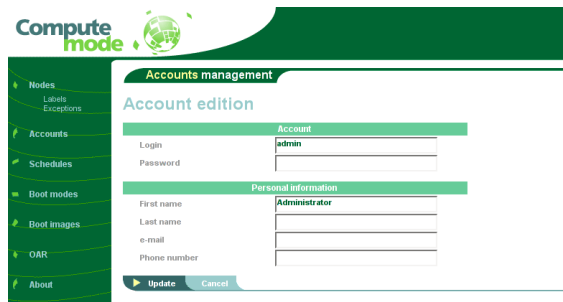 Compute
mode
Accounts management
Account edition
Nodes
Labels
Exceptions
Accounts
Schedules
Boot modes
Boot images
OAR
About
Account
Login admin
Password
Personal information
First name Administrator
Last name
e-mail
Phone number
Update Cancel